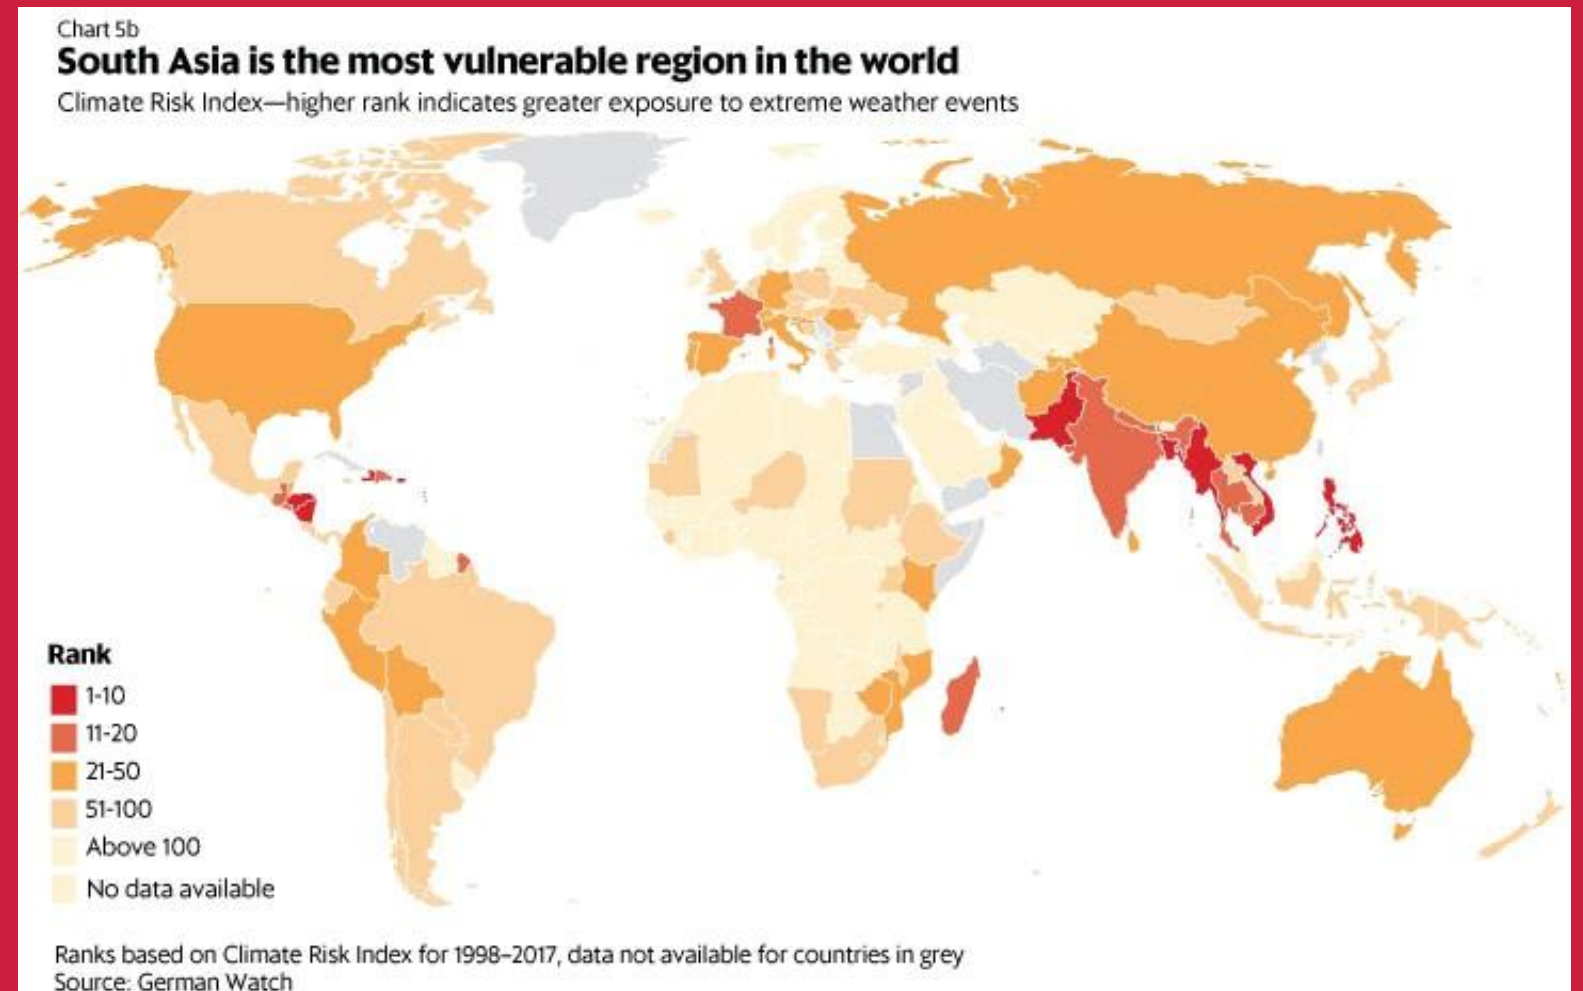 Chart 5b
South Asia is the most vulnerable region in the world
Climate Risk Index—higher rank indicates greater exposure to extreme weather events
Rank
1-10
11-20
21-50
51-100
Above 100
No data available
Ranks based on Climate Risk Index for 1998–2017, data not available for countries in grey
Source: German Watch